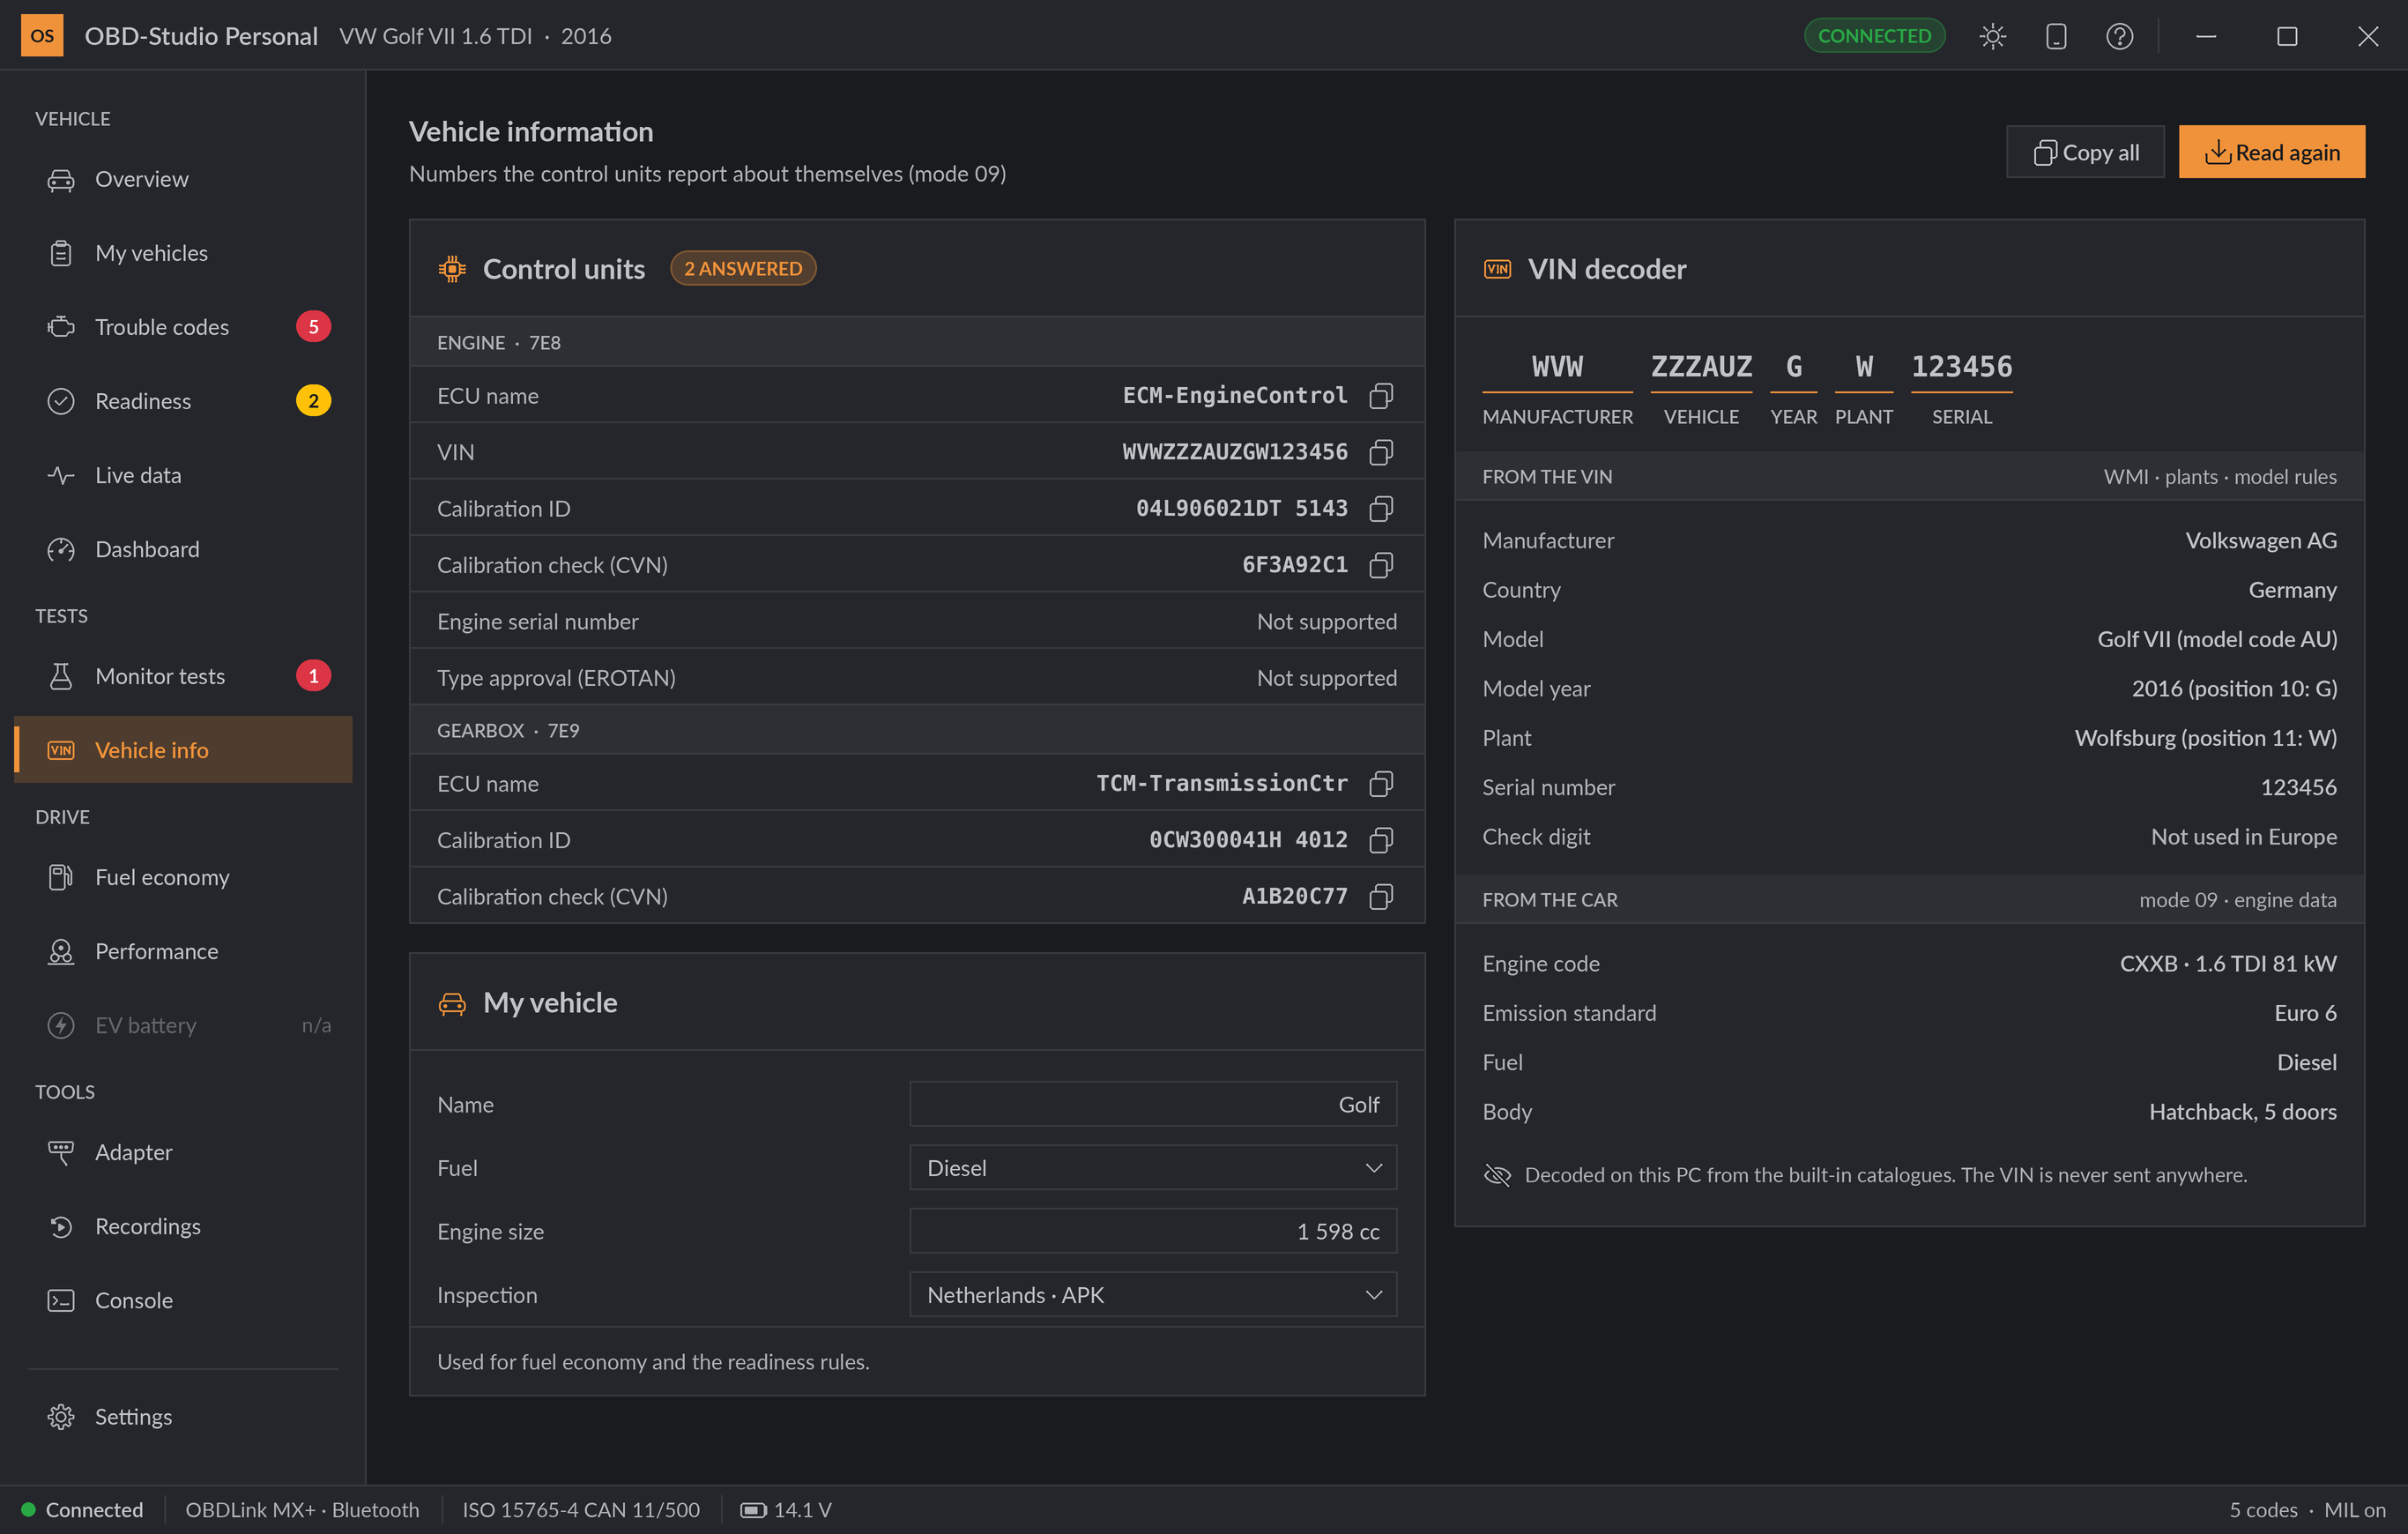 OS OBD-Studio Personal VW Golf VII 1.6 TDI · 2016 CONNECTED
VEHICLE
Overview
My vehicles
Trouble codes 5
Readiness 2
Live data
Dashboard
TESTS
Monitor tests 1
VIN Vehicle info
DRIVE
Fuel economy
Performance
EV battery n/a
TOOLS
Adapter
Recordings
Console
Settings
Vehicle information
Numbers the control units report about themselves (mode 09)
Copy all Read again
Control units 2 ANSWERED
ENGINE · 7E8
ECU name ECM-EngineControl
VIN WVWZZZAUZGW123456
Calibration ID 04L906021DT 5143
Calibration check (CVN) 6F3A92C1
Engine serial number Not supported
Type approval (EROTAN) Not supported
GEARBOX · 7E9
ECU name TCM-TransmissionCtr
Calibration ID 0CW300041H 4012
Calibration check (CVN) A1B20C77
My vehicle
Name Golf
Fuel Diesel
Engine size 1 598 cc
Inspection Netherlands · APK
Used for fuel economy and the readiness rules.
VIN VIN decoder
WVW ZZZAUZ G W 123456
MANUFACTURER VEHICLE YEAR PLANT SERIAL
FROM THE VIN WMI · plants · model rules
Manufacturer Volkswagen AG
Country Germany
Model Golf VII (model code AU)
Model year 2016 (position 10: G)
Plant Wolfsburg (position 11: W)
Serial number 123456
Check digit Not used in Europe
FROM THE CAR mode 09 · engine data
Engine code CXXB · 1.6 TDI 81 kW
Emission standard Euro 6
Fuel Diesel
Body Hatchback, 5 doors
Decoded on this PC from the built-in catalogues. The VIN is never sent anywhere.
Connected OBDLink MX+ · Bluetooth ISO 15765-4 CAN 11/500 14.1 V 5 codes · MIL on